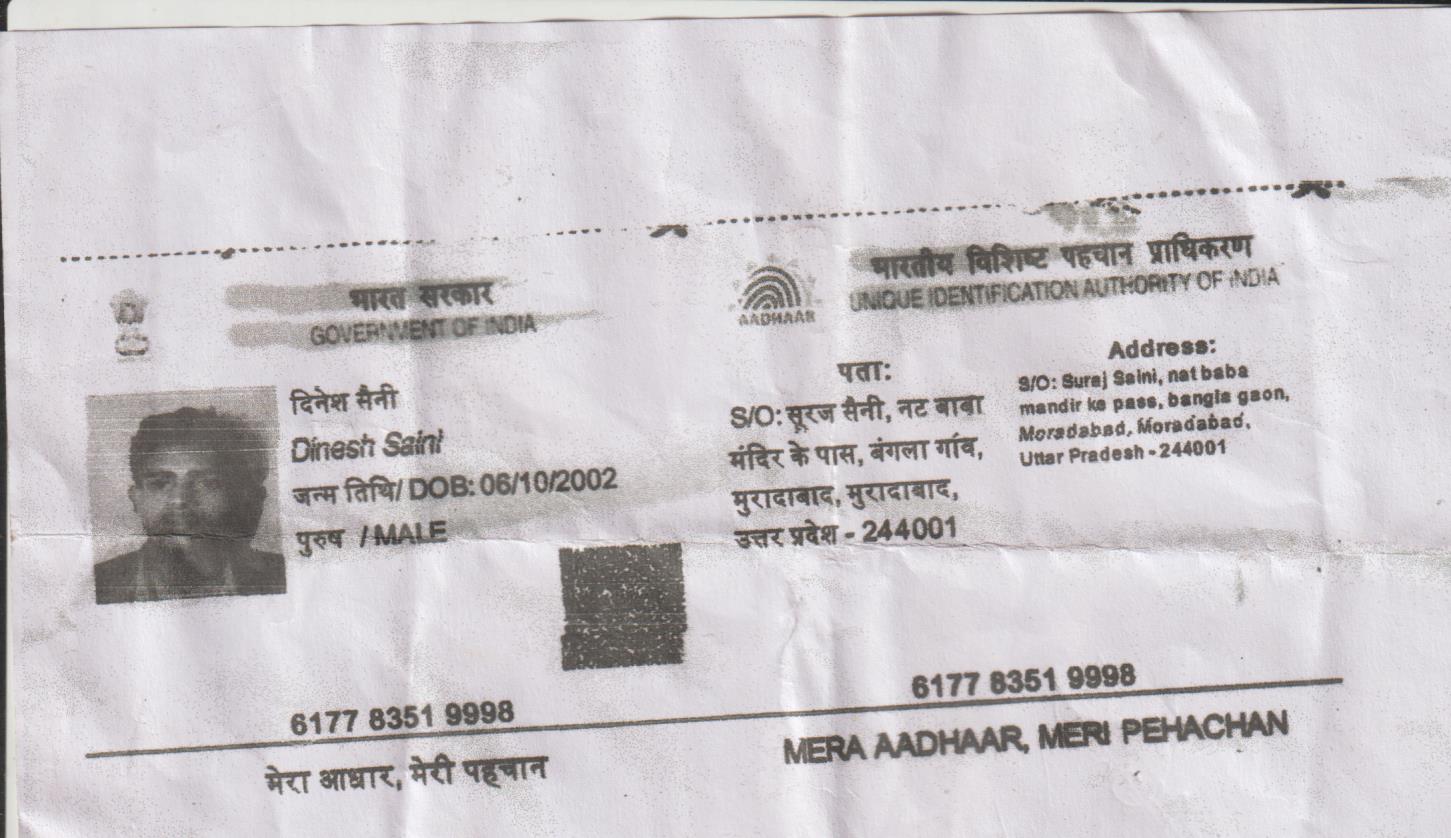 भारत सरकार
GOVERNMENT OF INDIA
दिनेश सैनी
Dinesh Saini
जन्म तिथि/ DOB: 06/10/2002
पुरुष / MALE
6177 8351 9998
मेरा आधार, मेरी पहचान
AADHAAR
भारतीय विशिष्ट पहचान प्राधिकरण
UNIQUE IDENTIFICATION AUTHORITY OF INDIA
पता:
S/O: सूरज सैनी, नट बाबा
मंदिर के पास, बंगला गांव,
मुरादाबाद, मुरादाबाद,
उत्तर प्रदेश - 244001
Address:
S/O: Suraj Saini, nat baba
mandir ke pass, bangla gaon,
Moradabad, Moradabad,
Uttar Pradesh - 244001
6177 8351 9998
MERA AADHAAR, MERI PEHACHAN